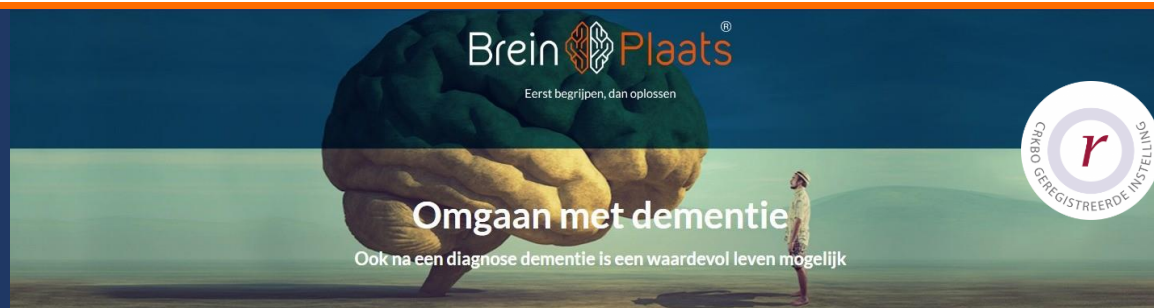 Brein Plaats®
Eerst begrijpen, dan oplossen
CRKBO GEREGISTREERDE INSTELLING
r
Omgaan met dementie
Ook na een diagnose dementie is een waardevol leven mogelijk